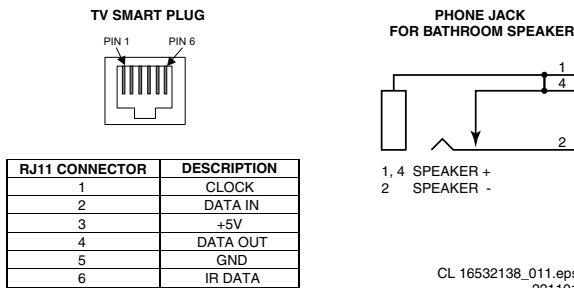 TV SMART PLUG
PIN 1 PIN 6
RJ11 CONNECTOR DESCRIPTION
1 CLOCK
2 DATA IN
3 +5V
4 DATA OUT
5 GND
6 IR DATA
PHONE JACK
FOR BATHROOM SPEAKER
1
4
2
1, 4 SPEAKER +
2 SPEAKER -
CL 16532138_011.eps